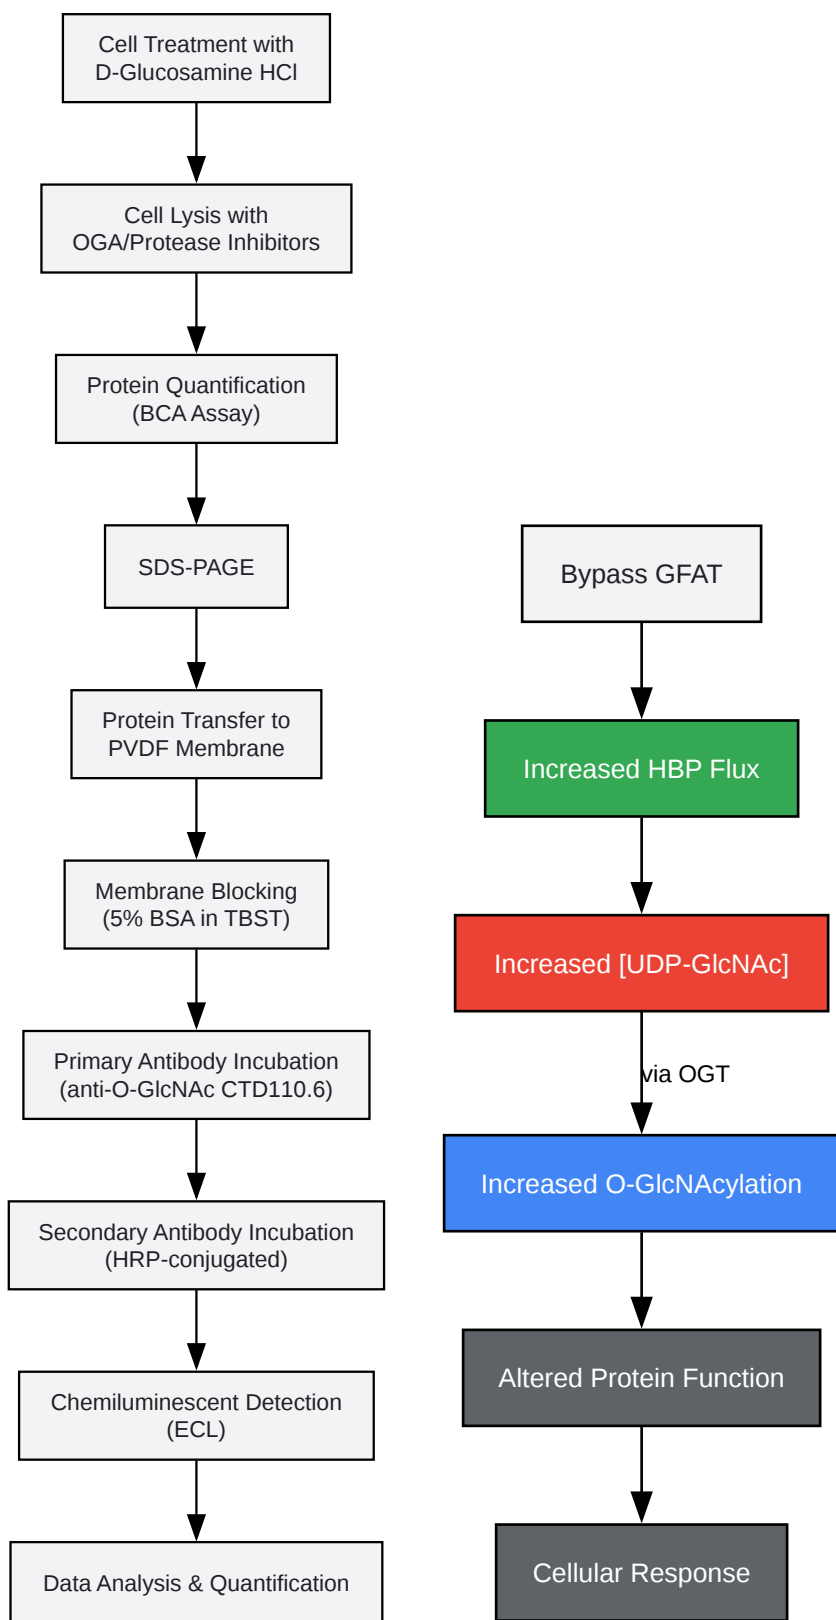 Cell Treatment with
D-Glucosamine HCl
Cell Lysis with
OGA/Protease Inhibitors
Protein Quantification
(BCA Assay)
SDS-PAGE
Protein Transfer to
PVDF Membrane
Membrane Blocking
(5% BSA in TBST)
Primary Antibody Incubation
(anti-O-GlcNAc CTD110.6)
Secondary Antibody Incubation
(HRP-conjugated)
Chemiluminescent Detection
(ECL)
Data Analysis & Quantification
Bypass GFAT
Increased HBP Flux
Increased [UDP-GlcNAc]
via OGT
Increased O-GlcNAcylation
Altered Protein Function
Cellular Response